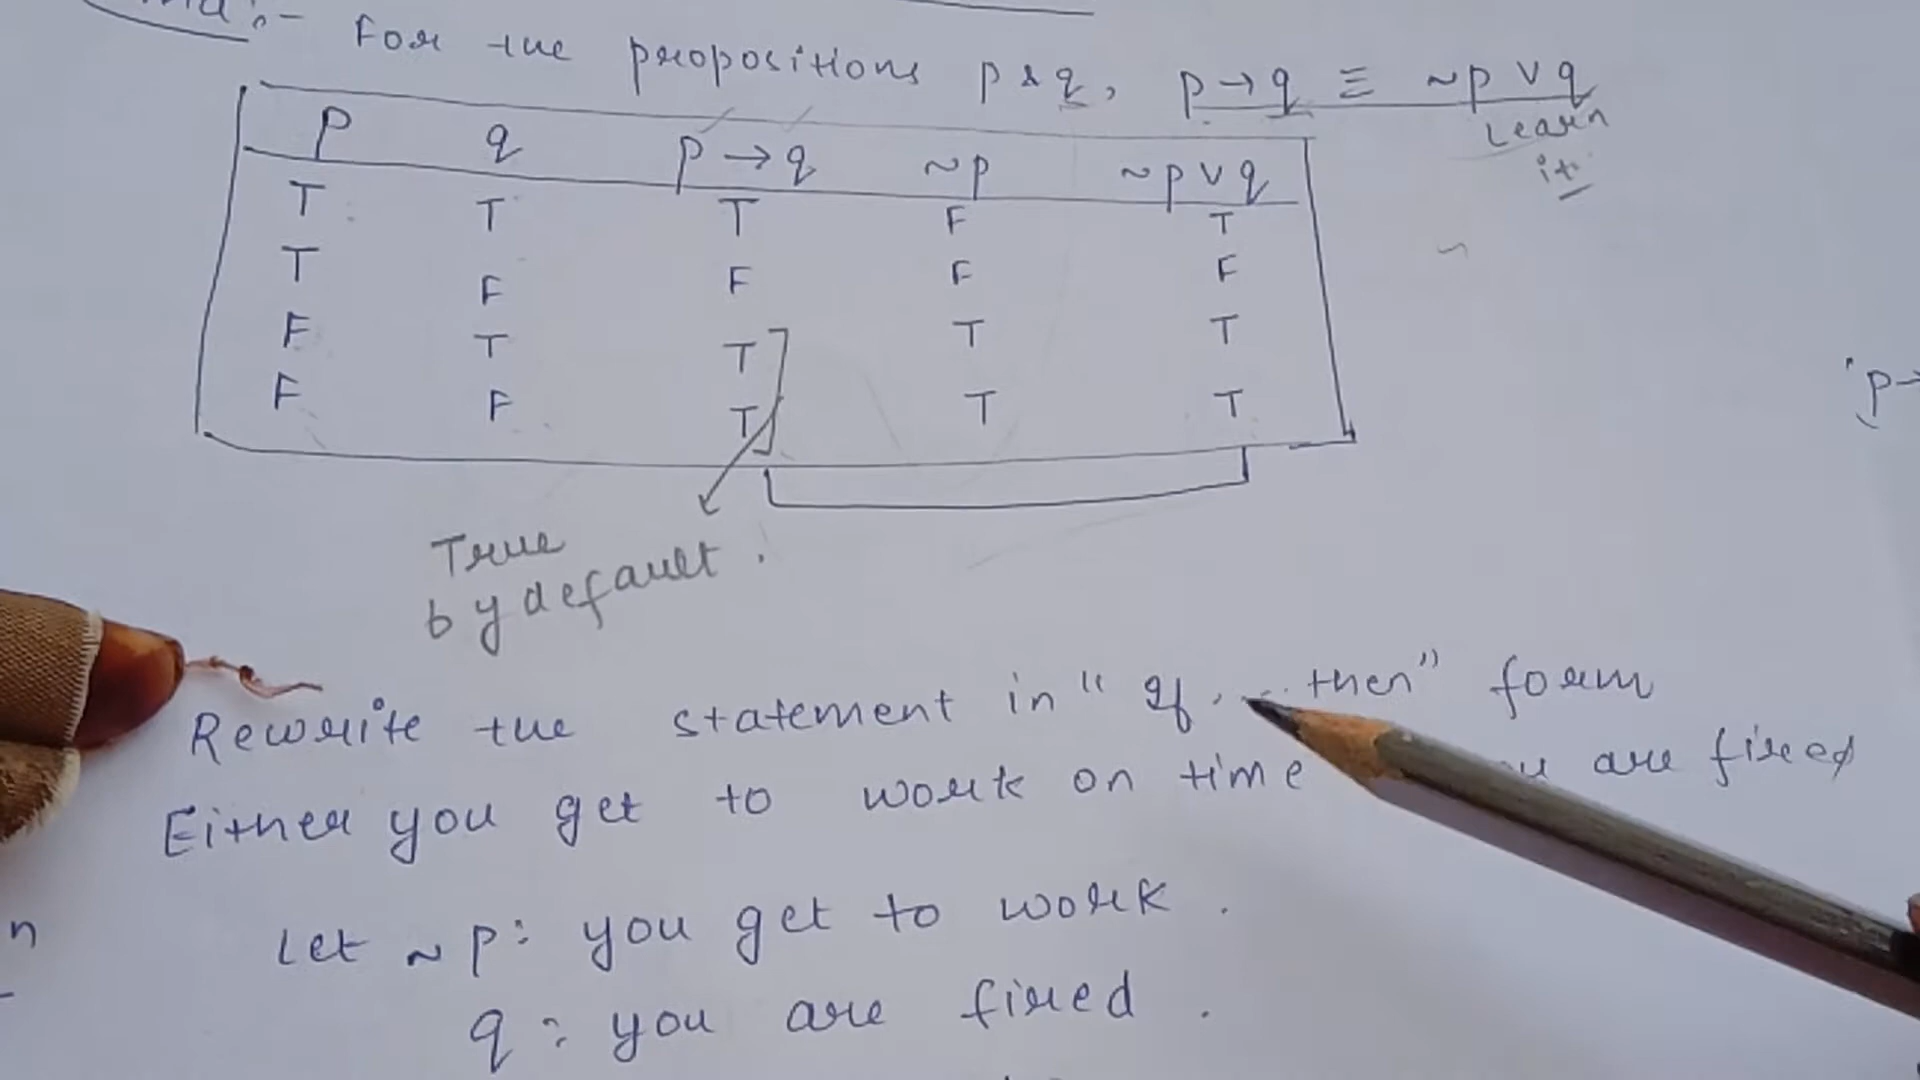 :- For the propositions p & q, p → q ≡ ~p ∨ q
Learn
it
p q p → q ~p ~p ∨ q
T T T F T
T F F F F
F T T T T
F F T T T
True
by default.
Rewrite the statement in "If ... then" form
Either you get to work on time are fired
Let ~p: you get to work.
q: you are fired.
p→
n